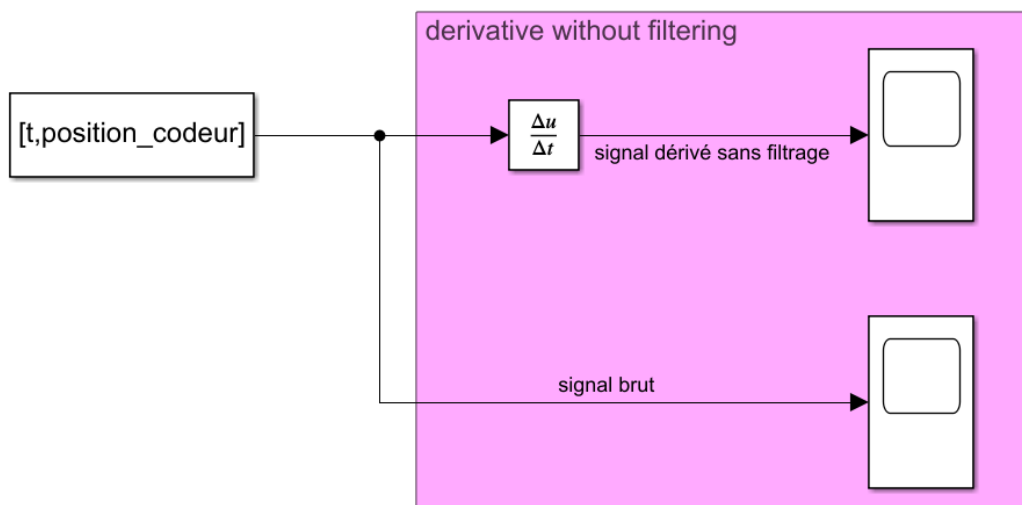 derivative without filtering
[t,position_codeur]
Δu
Δt
signal dérivé sans filtrage
signal brut